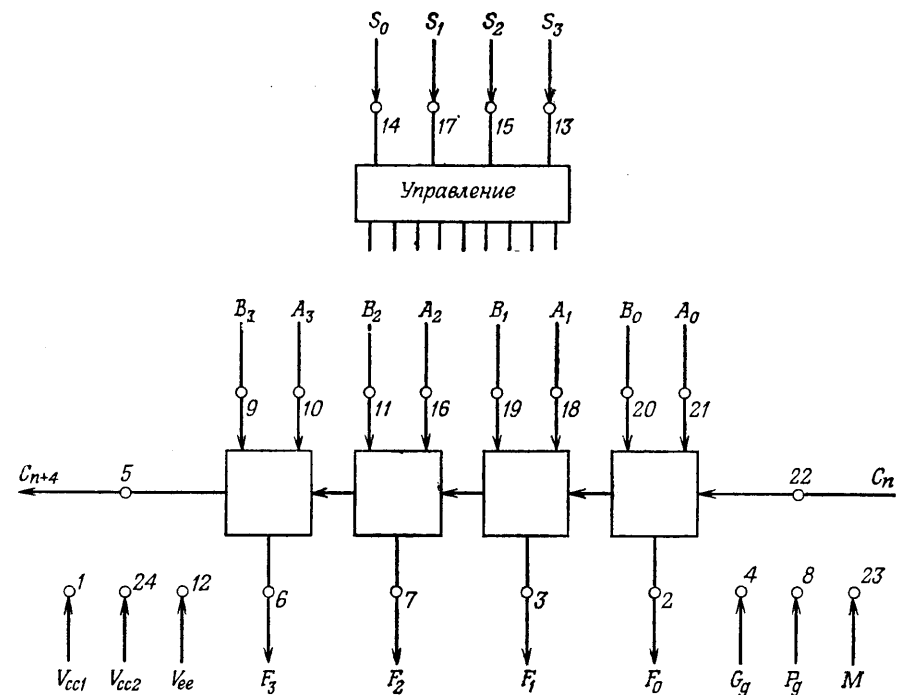 S₀ S₁ S₂ S₃
14 17 15 13
Управление
B₃ A₃ B₂ A₂ B₁ A₁ B₀ A₀
9 10 11 16 19 18 20 21
Cₙ₊₄ 5 22 Cₙ
1 24 12 6 7 3 2 4 8 23
Vcc1 Vcc2 Vee F₃ F₂ F₁ F₀ Gg Pg M